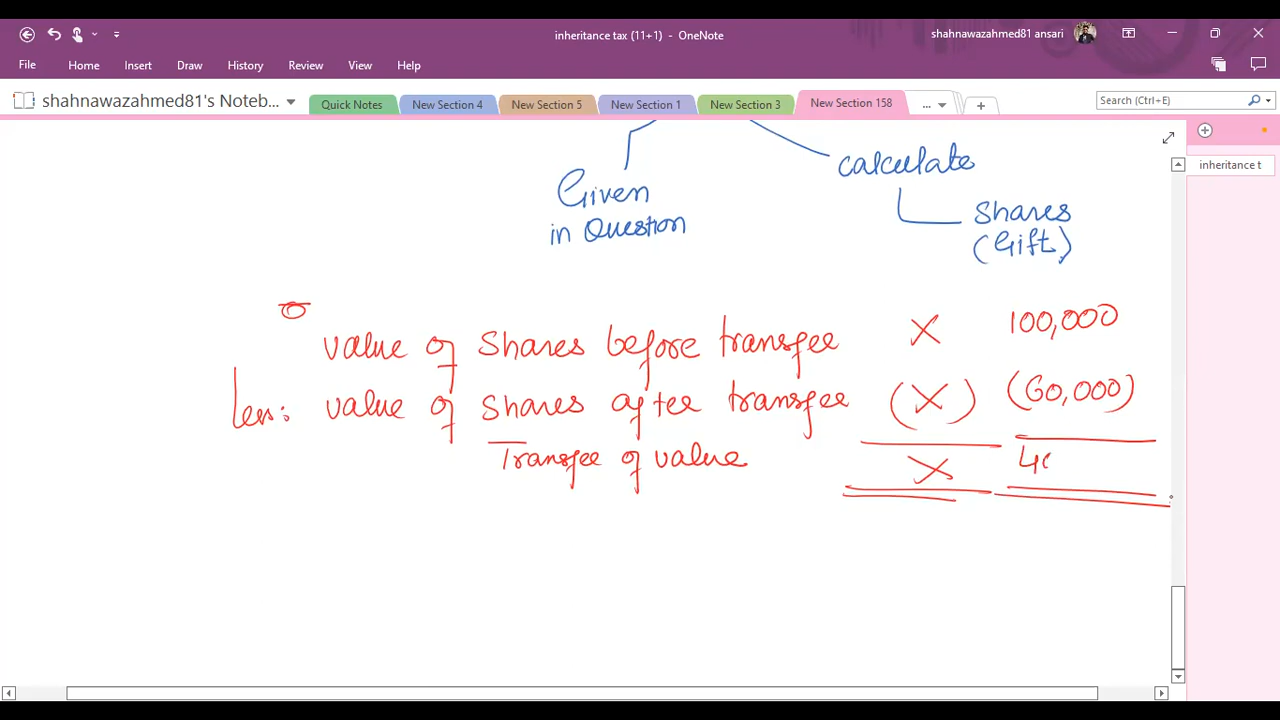 inheritance tax (11+1) - OneNote
shahnawazahmed81 ansari
File Home Insert Draw History Review View Help
shahnawazahmed81's Noteb...
Quick Notes New Section 4 New Section 5 New Section 1 New Section 3 New Section 158 ...
Search (Ctrl+E)
inheritance t
Given
in Question
calculate
Shares
(Gift)
value of Shares before transfer X 100,000
Less: value of Shares after transfer (X) (60,000)
Transfer of value X 40